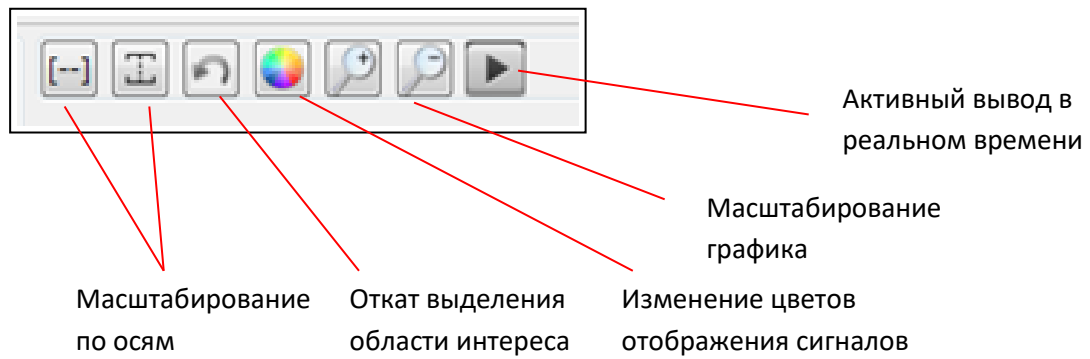 Активный вывод в
реальном времени
Масштабирование
графика
Масштабирование
по осям
Откат выделения
области интереса
Изменение цветов
отображения сигналов